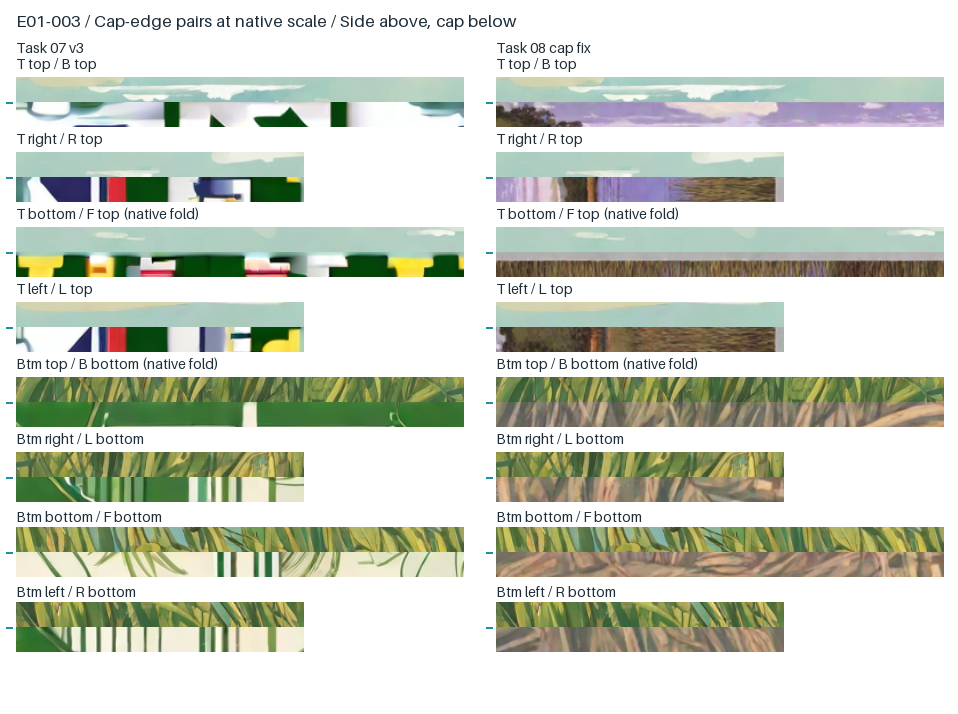 E01-003 / Cap-edge pairs at native scale / Side above, cap below
Task 07 v3
T top / B top
T right / R top
T bottom / F top (native fold)
T left / L top
Btm top / B bottom (native fold)
Btm right / L bottom
Btm bottom / F bottom
Btm left / R bottom
Task 08 cap fix
T top / B top
T right / R top
T bottom / F top (native fold)
T left / L top
Btm top / B bottom (native fold)
Btm right / L bottom
Btm bottom / F bottom
Btm left / R bottom